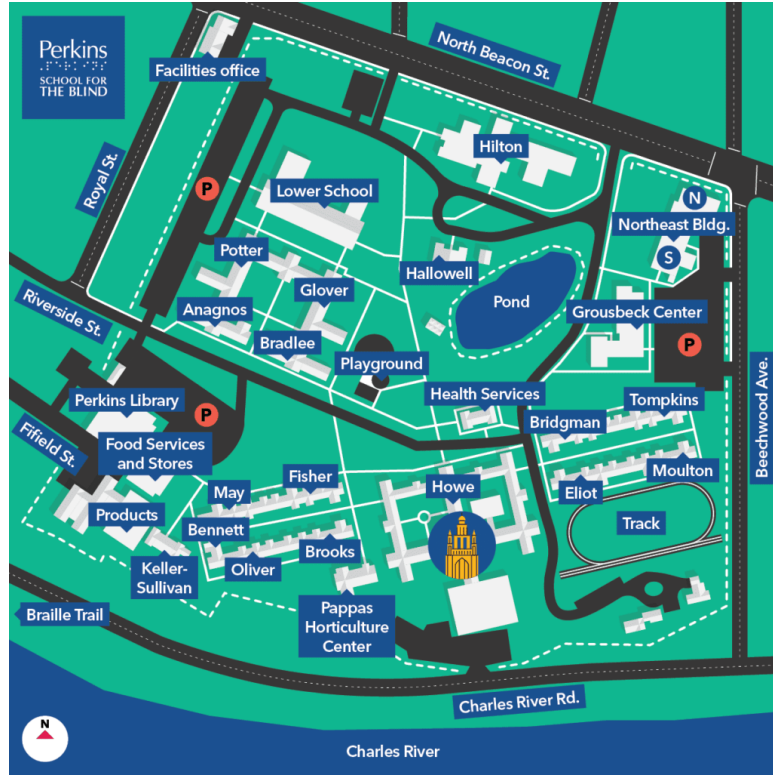 Perkins
⠏⠑⠗⠅⠊⠝⠎
SCHOOL FOR
THE BLIND
Facilities office
North Beacon St.
Royal St.
Hilton
P
Lower School
N
Northeast Bldg.
S
Potter
Hallowell
Glover
Pond
Riverside St.
Anagnos
Grousbeck Center
Bradlee
P
Playground
Perkins Library
Health Services
Tompkins
P
Bridgman
Beechwood Ave.
Fifield St.
Food Services
and Stores
Fisher
Moulton
May
Howe
Eliot
Products
Bennett
Track
Brooks
Keller-
Sullivan
Oliver
Braille Trail
Pappas
Horticulture
Center
Charles River Rd.
N
Charles River